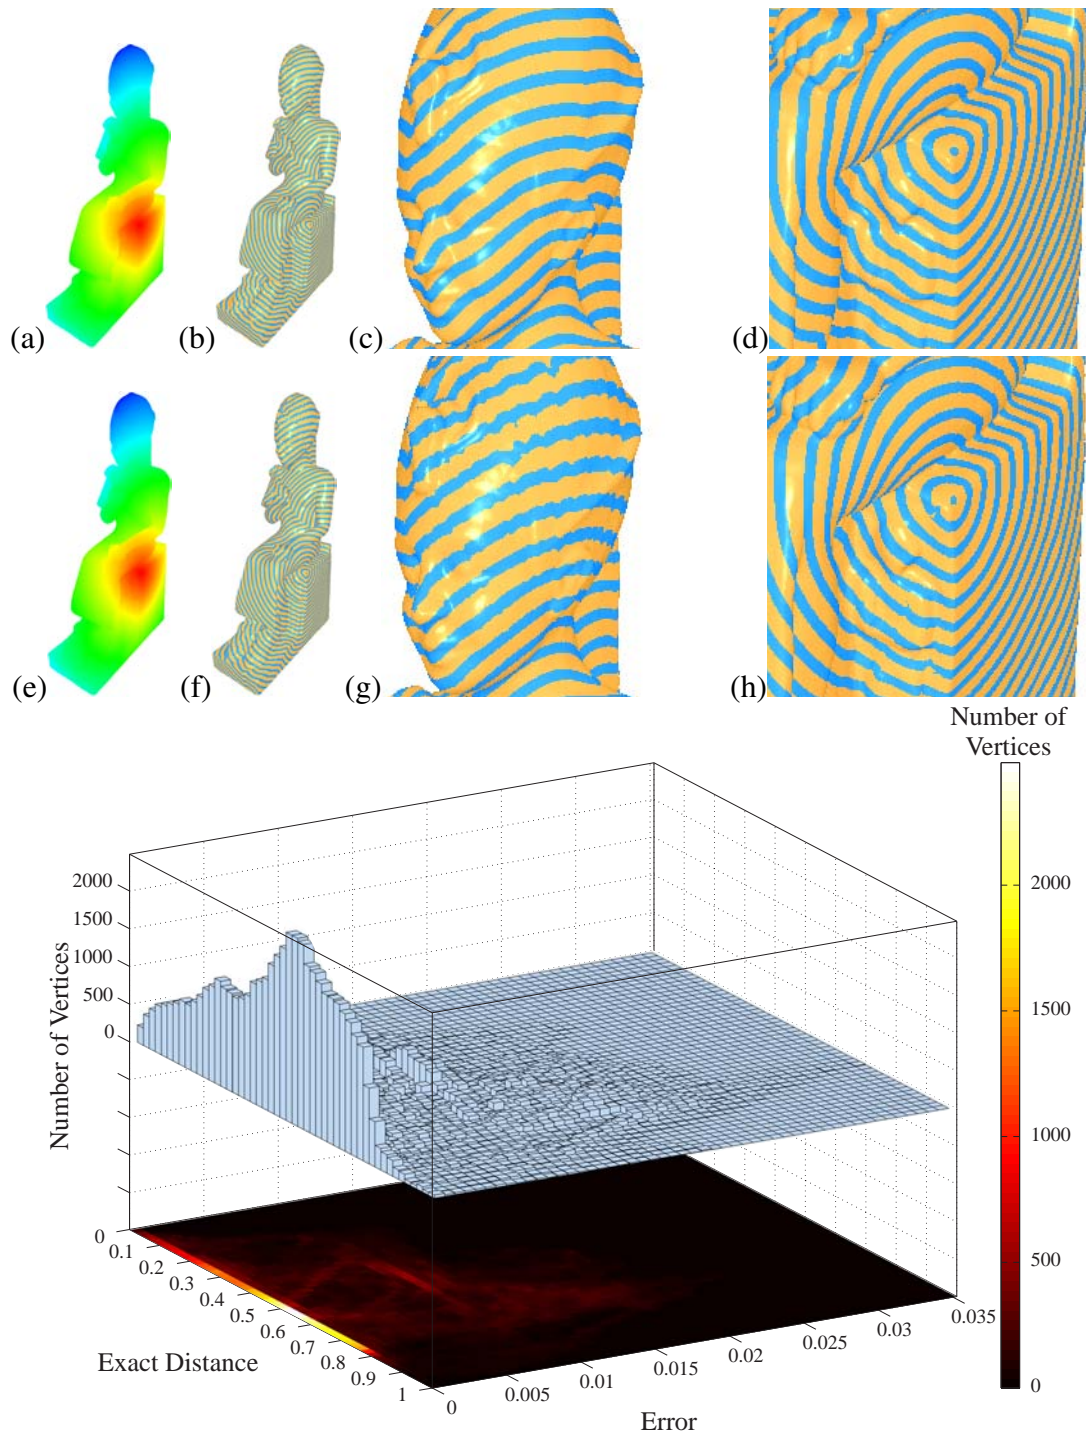 (a)
(b)
(c)
(d)
(e)
(f)
(g)
(h)
Number of
Vertices
2000
1500
1000
500
0
Number of Vertices
2000
1500
1000
500
0
0
0.1
0.2
0.3
0.4
0.5
0.6
0.7
0.8
0.9
1
Exact Distance
0
0.005
0.01
0.015
0.02
0.025
0.03
0.035
Error